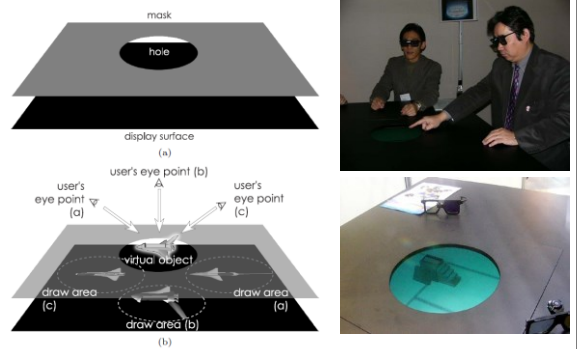 mask
hole
display surface
(a)
user's eye point (b)
user's
eye point
(a)
user's
eye point
(c)
virtual object
draw area
(c)
draw area
(a)
draw area (b)
(b)